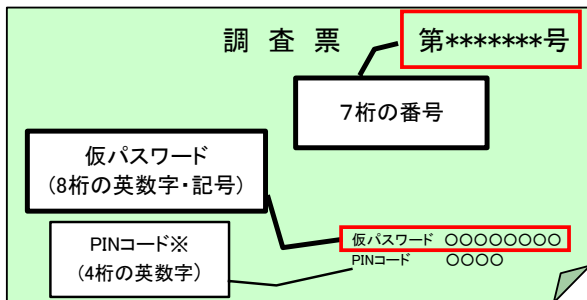 調 査 票 第*******号
7桁の番号
仮パスワード
(8桁の英数字・記号)
仮パスワード ○○○○○○○○
PINコード ○○○○
PINコード※
(4桁の英数字)